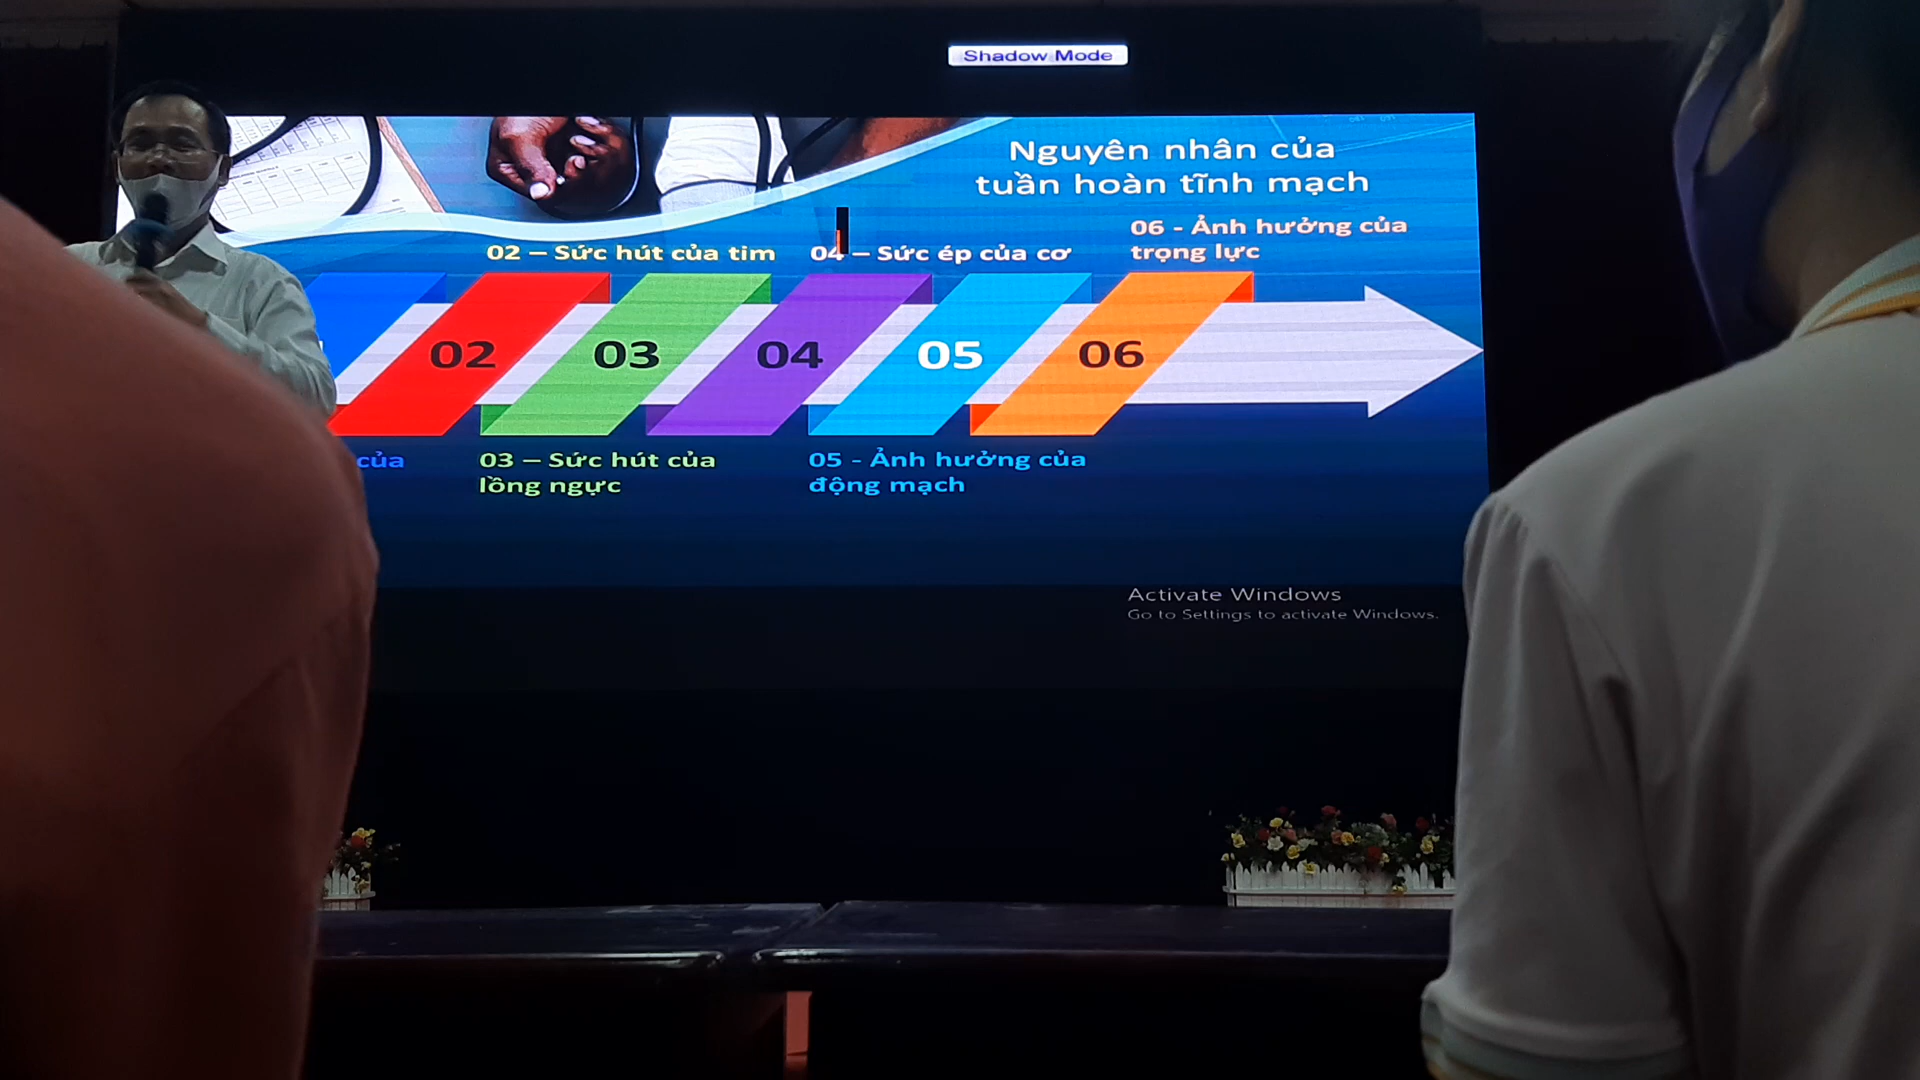 Shadow Mode
Nguyên nhân của
tuần hoàn tĩnh mạch
02 – Sức hút của tim
04 – Sức ép của cơ
06 - Ảnh hưởng của
trọng lực
02
03
04
05
06
của
03 – Sức hút của
lồng ngực
05 - Ảnh hưởng của
động mạch
Activate Windows
Go to Settings to activate Windows.